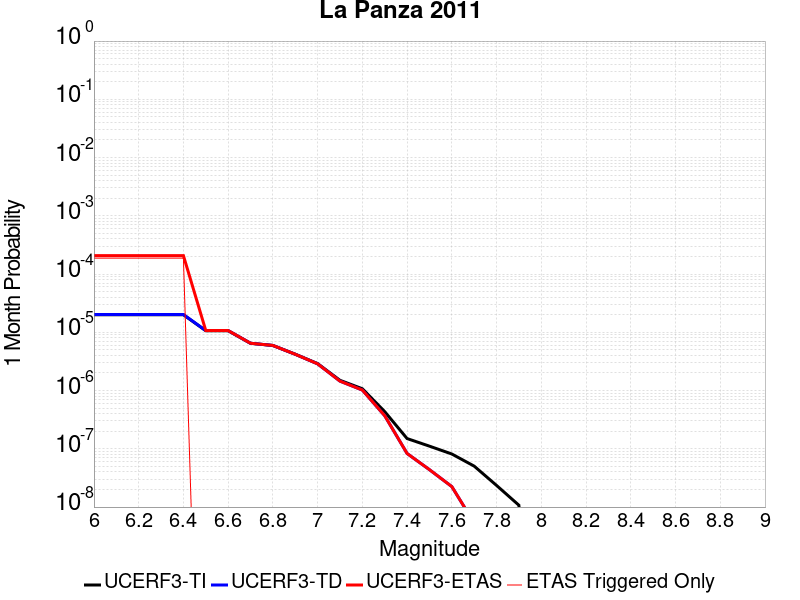 La Panza 2011
10^0
10^-1
10^-2
10^-3
10^-4
10^-5
10^-6
10^-7
10^-8
1 Month Probability
6 6.2 6.4 6.6 6.8 7 7.2 7.4 7.6 7.8 8 8.2 8.4 8.6 8.8 9
Magnitude
UCERF3-TI UCERF3-TD UCERF3-ETAS ETAS Triggered Only